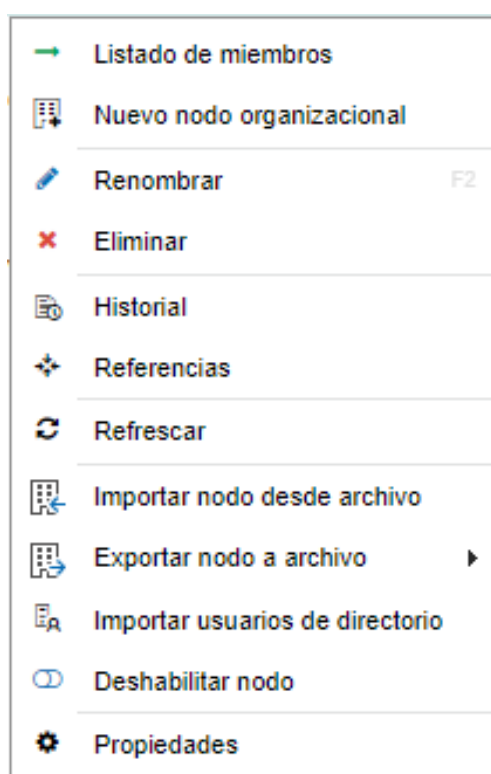 Listado de miembros
Nuevo nodo organizacional
Renombrar F2
Eliminar
Historial
Referencias
Refrescar
Importar nodo desde archivo
Exportar nodo a archivo
Importar usuarios de directorio
Deshabilitar nodo
Propiedades